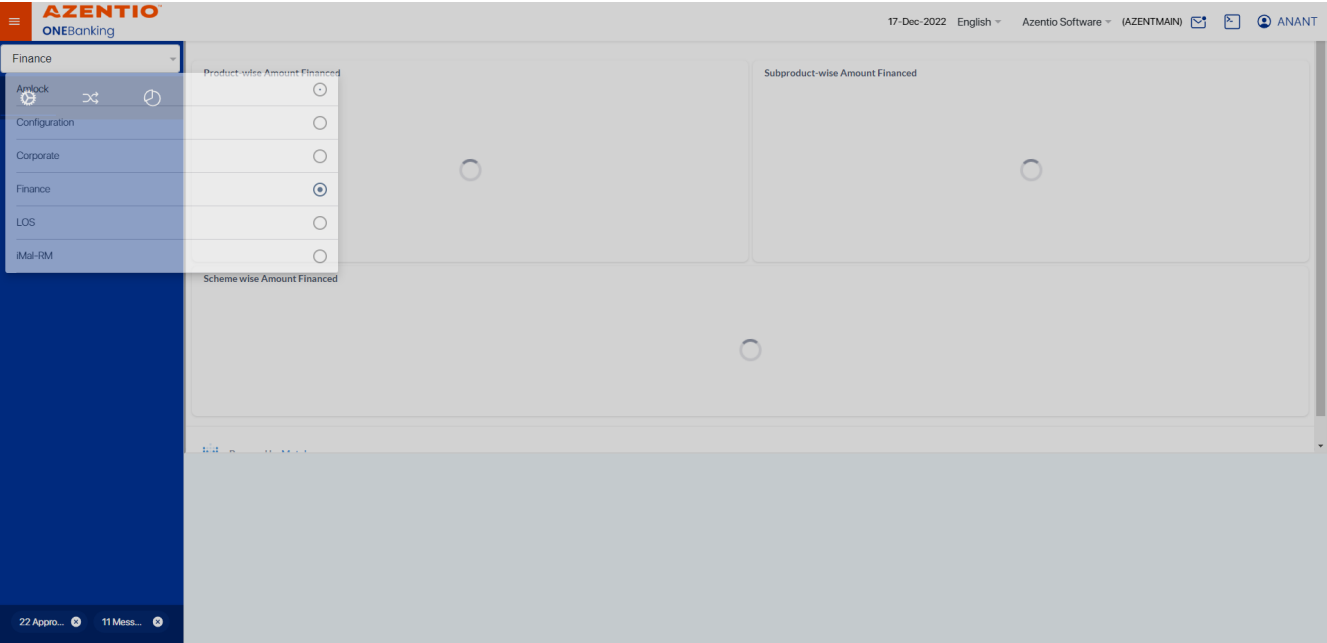 AZENTIO
ONEBanking
17-Dec-2022 English Azentio Software (AZENTMAIN) ANANT
Finance
Product-wise Amount Financed
Subproduct-wise Amount Financed
Amlock
Configuration
Corporate
Finance
LOS
iMal-RM
Scheme wise Amount Financed
22 Appro...
11 Mess...